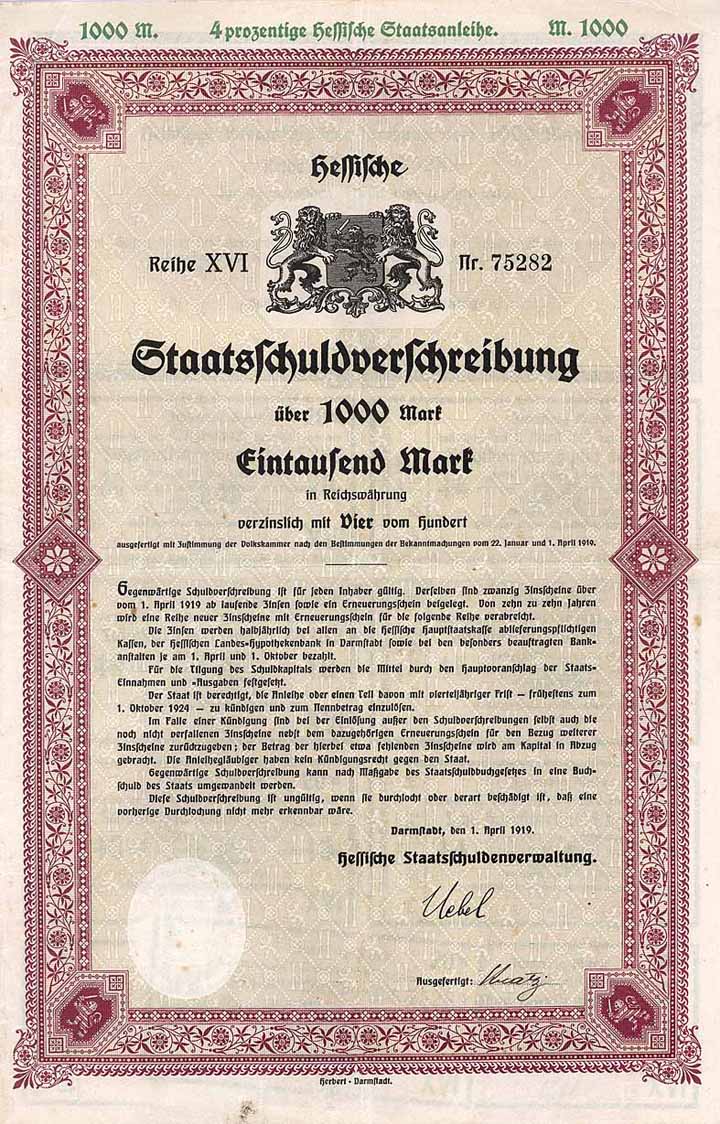 1000 M. 4 prozentige Hessische Staatsanleihe. M. 1000
Hessische
Reihe XVI Nr. 75282
Staatsschuldverschreibung
über 1000 Mark
Eintausend Mark
in Reichswährung
verzinslich mit Vier vom Hundert
ausgefertigt mit Zustimmung der Volkskammer nach den Bestimmungen der Bekanntmachungen vom 22. Januar und 1. April 1919.
Gegenwärtige Schuldverschreibung ist für jeden Inhaber gültig. Derselben sind zwanzig Zinsscheine über
vom 1. April 1919 ab laufende Zinsen sowie ein Erneuerungsschein beigelegt. Von zehn zu zehn Jahren
wird eine Reihe neuer Zinsscheine mit Erneuerungsschein für die folgende Reihe verabreicht.
Die Zinsen werden halbjährlich bei allen an die Hessische Hauptstaatskasse ablieferungspflichtigen
Kassen, der Hessischen Landes-Hypothekenbank in Darmstadt sowie bei den besonders beauftragten Bank-
anstalten je am 1. April und 1. Oktober bezahlt.
Für die Tilgung des Schuldkapitals werden die Mittel durch den Hauptvoranschlag der Staats-
Einnahmen und -Ausgaben festgesetzt.
Der Staat ist berechtigt, die Anleihe oder einen Teil davon mit vierteljähriger Frist – frühestens zum
1. Oktober 1924 – zu kündigen und zum Nennbetrag einzulösen.
Im Falle einer Kündigung sind bei der Einlösung außer den Schuldverschreibungen selbst auch die
noch nicht verfallenen Zinsscheine nebst dem dazugehörigen Erneuerungsschein für den Bezug weiterer
Zinsscheine zurückzugeben; der Betrag der hierbei etwa fehlenden Zinsscheine wird am Kapital in Abzug
gebracht. Die Anleihegläubiger haben kein Kündigungsrecht gegen den Staat.
Gegenwärtige Schuldverschreibung kann nach Maßgabe des Staatsschuldbuchgesetzes in eine Buch-
schuld des Staats umgewandelt werden.
Diese Schuldverschreibung ist ungültig, wenn sie durchlocht oder derart beschädigt ist, daß eine
vorherige Durchlochung nicht mehr erkennbar wäre.
Darmstadt, den 1. April 1919.
Hessische Staatsschuldenverwaltung.
Uebel
Ausgefertigt:
Herbert - Darmstadt.